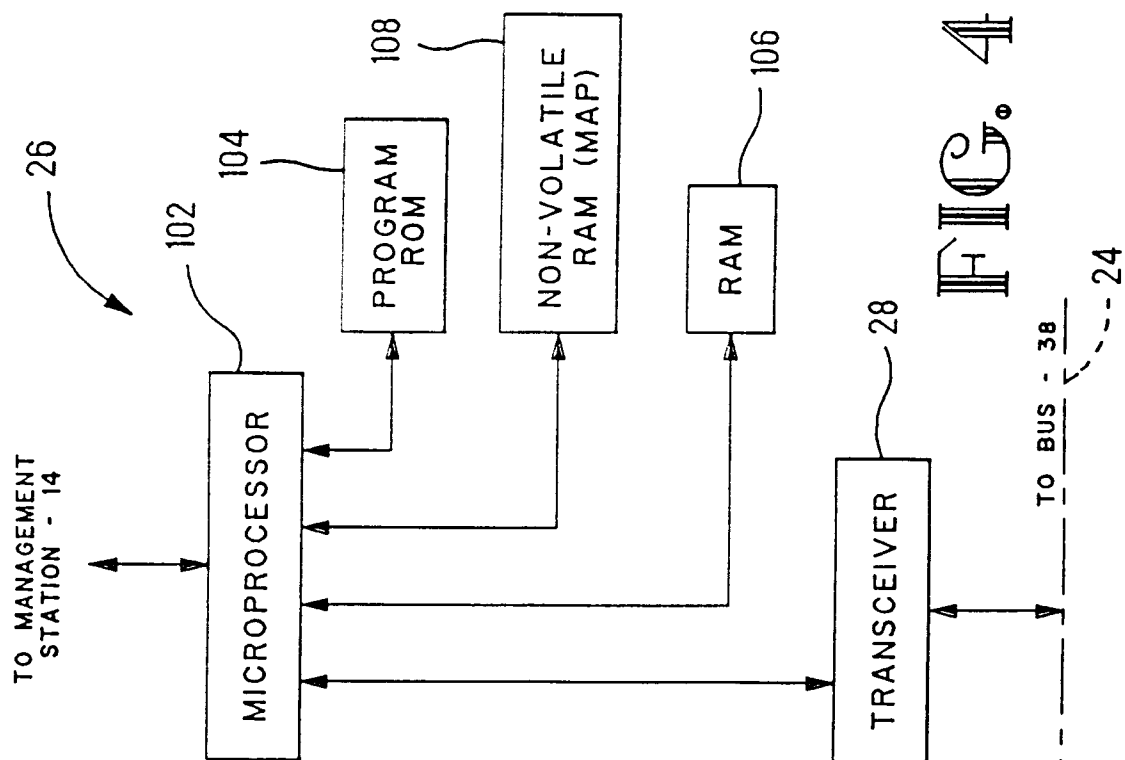 TO MANAGEMENT
STATION - 14
26
102
MICROPROCESSOR
104
PROGRAM
ROM
108
NON-VOLATILE
RAM (MAP)
106
RAM
28
TRANSCEIVER
TO BUS - 38
24
FIG. 4